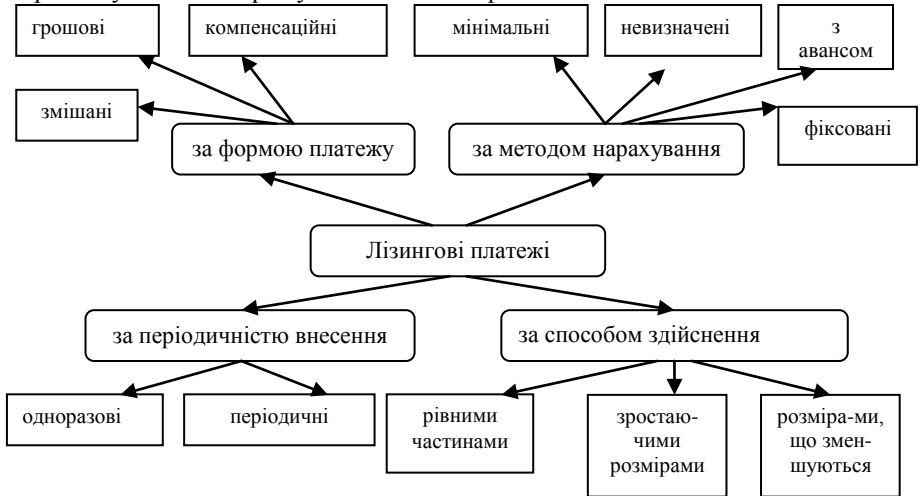 грошові
компенсаційні
мінімальні
невизначені
з
авансом
змішані
фіксовані
за формою платежу
за методом нарахування
Лізингові платежі
за періодичністю внесення
за способом здійснення
одноразові
періодичні
рівними
частинами
зростаю-
чими
розмірами
розміра-ми,
що змен-
шуються